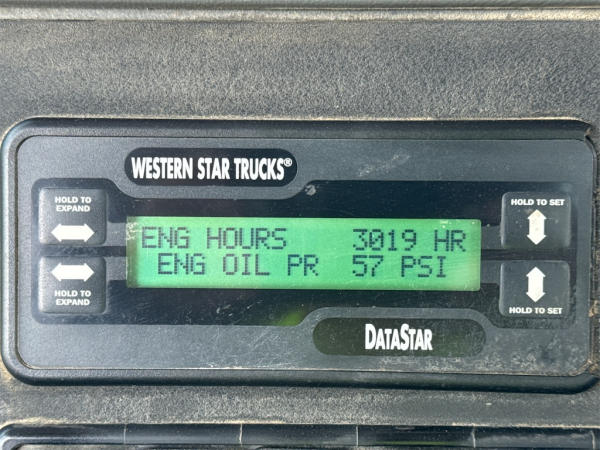 WESTERN STAR TRUCKS®
HOLD TO
EXPAND
HOLD TO SET
ENG HOURS 3019 HR
ENG OIL PR 57 PSI
HOLD TO
EXPAND
HOLD TO SET
DATASTAR